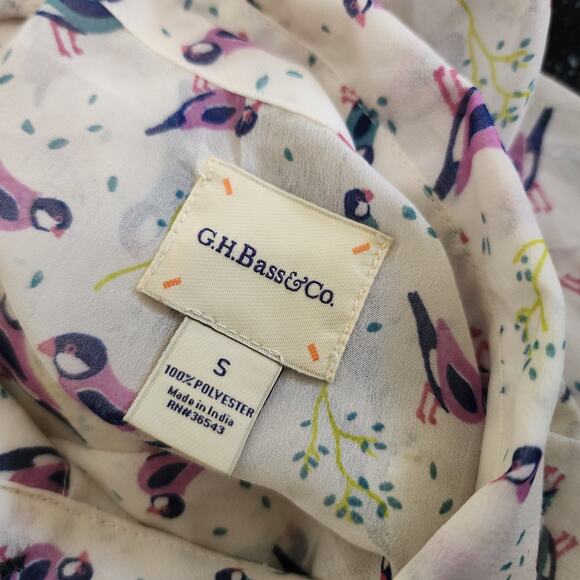 G.H.Bass&Co.
S
100% POLYESTER
Made in India
RN#36543